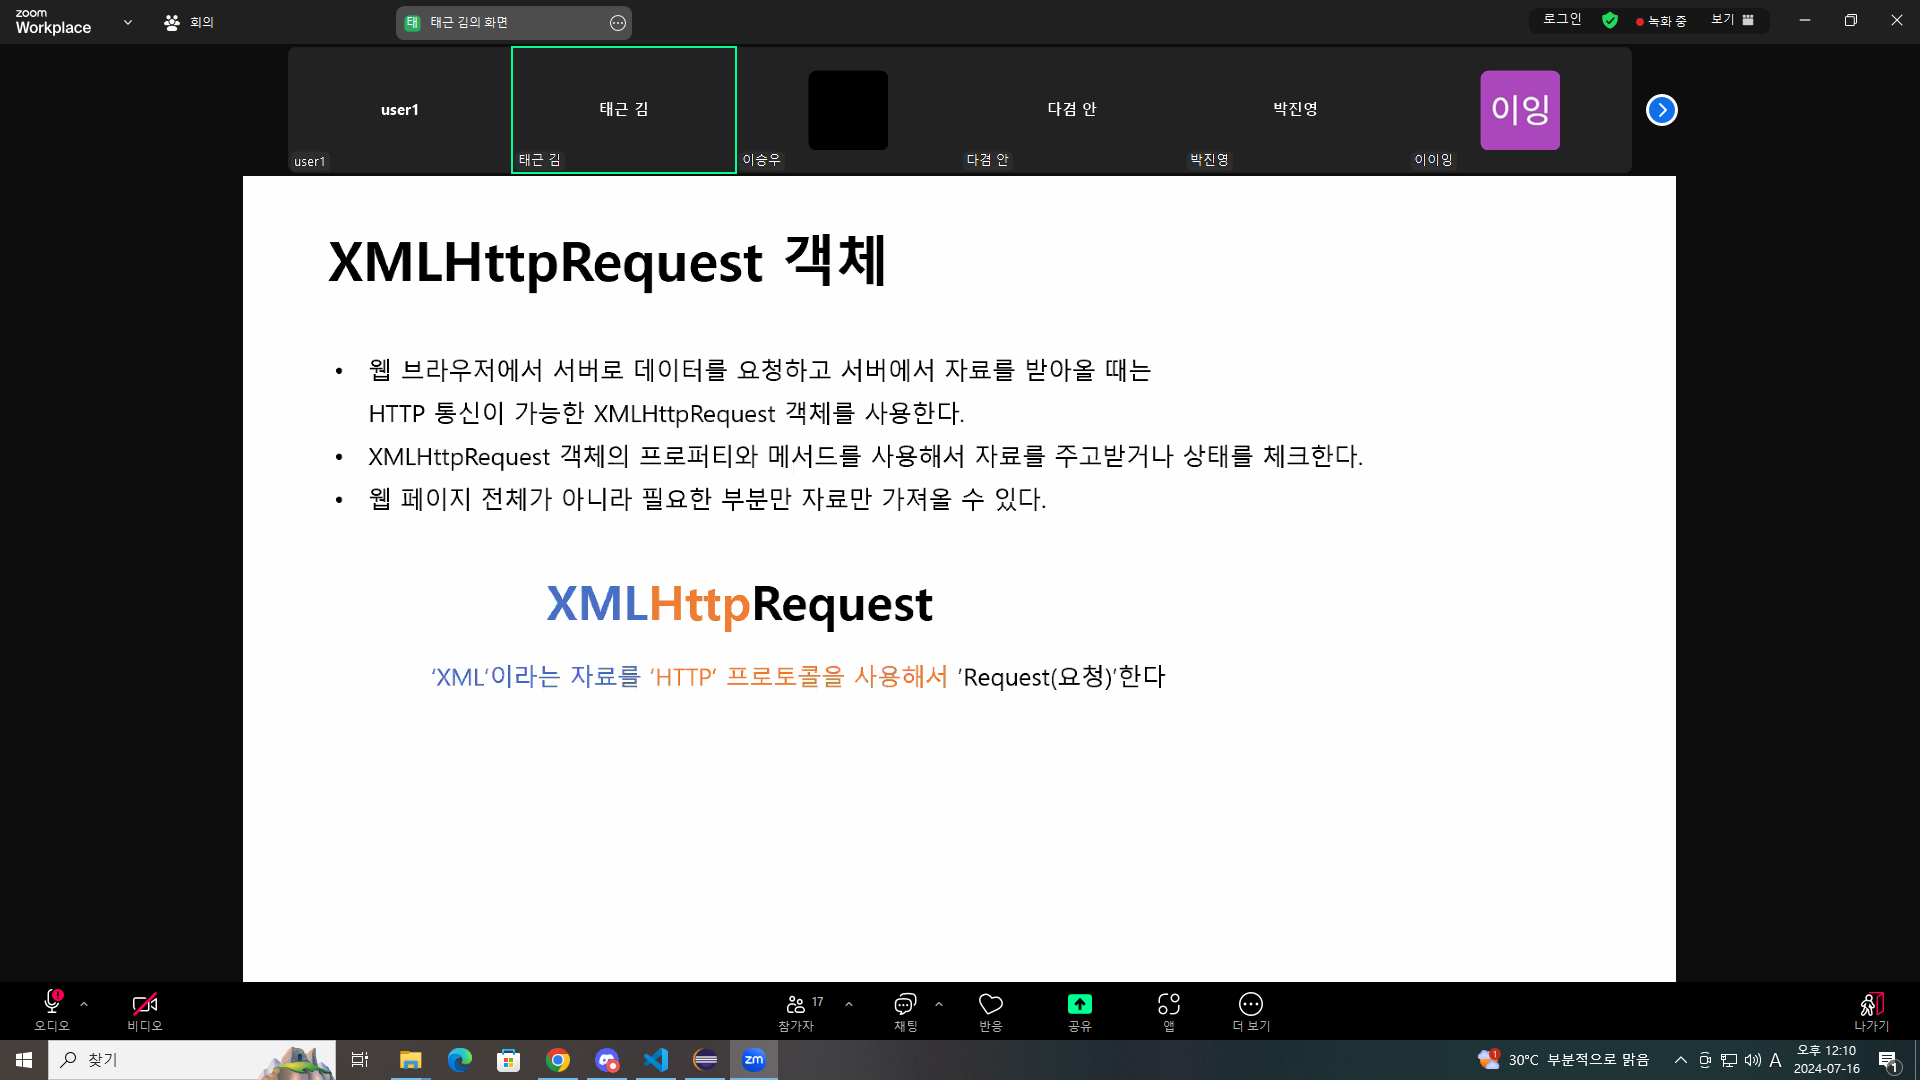 zoom
Workplace
회의
태 태근 김의 화면
로그인
녹화 중
보기
user1
태근 김
다겸 안
박진영
이잉
user1
태근 김
이승우
다겸 안
박진영
이이잉
XMLHttpRequest 객체
• 웹 브라우저에서 서버로 데이터를 요청하고 서버에서 자료를 받아올 때는
HTTP 통신이 가능한 XMLHttpRequest 객체를 사용한다.
• XMLHttpRequest 객체의 프로퍼티와 메서드를 사용해서 자료를 주고받거나 상태를 체크한다.
• 웹 페이지 전체가 아니라 필요한 부분만 자료만 가져올 수 있다.
XMLHttpRequest
‘XML’이라는 자료를 ‘HTTP’ 프로토콜을 사용해서 ’Request(요청)’한다
오디오
비디오
17
참가자
채팅
반응
공유
앱
더 보기
나가기
찾기
zm
1
30°C 부분적으로 맑음
A
오후 12:10
2024-07-16
1